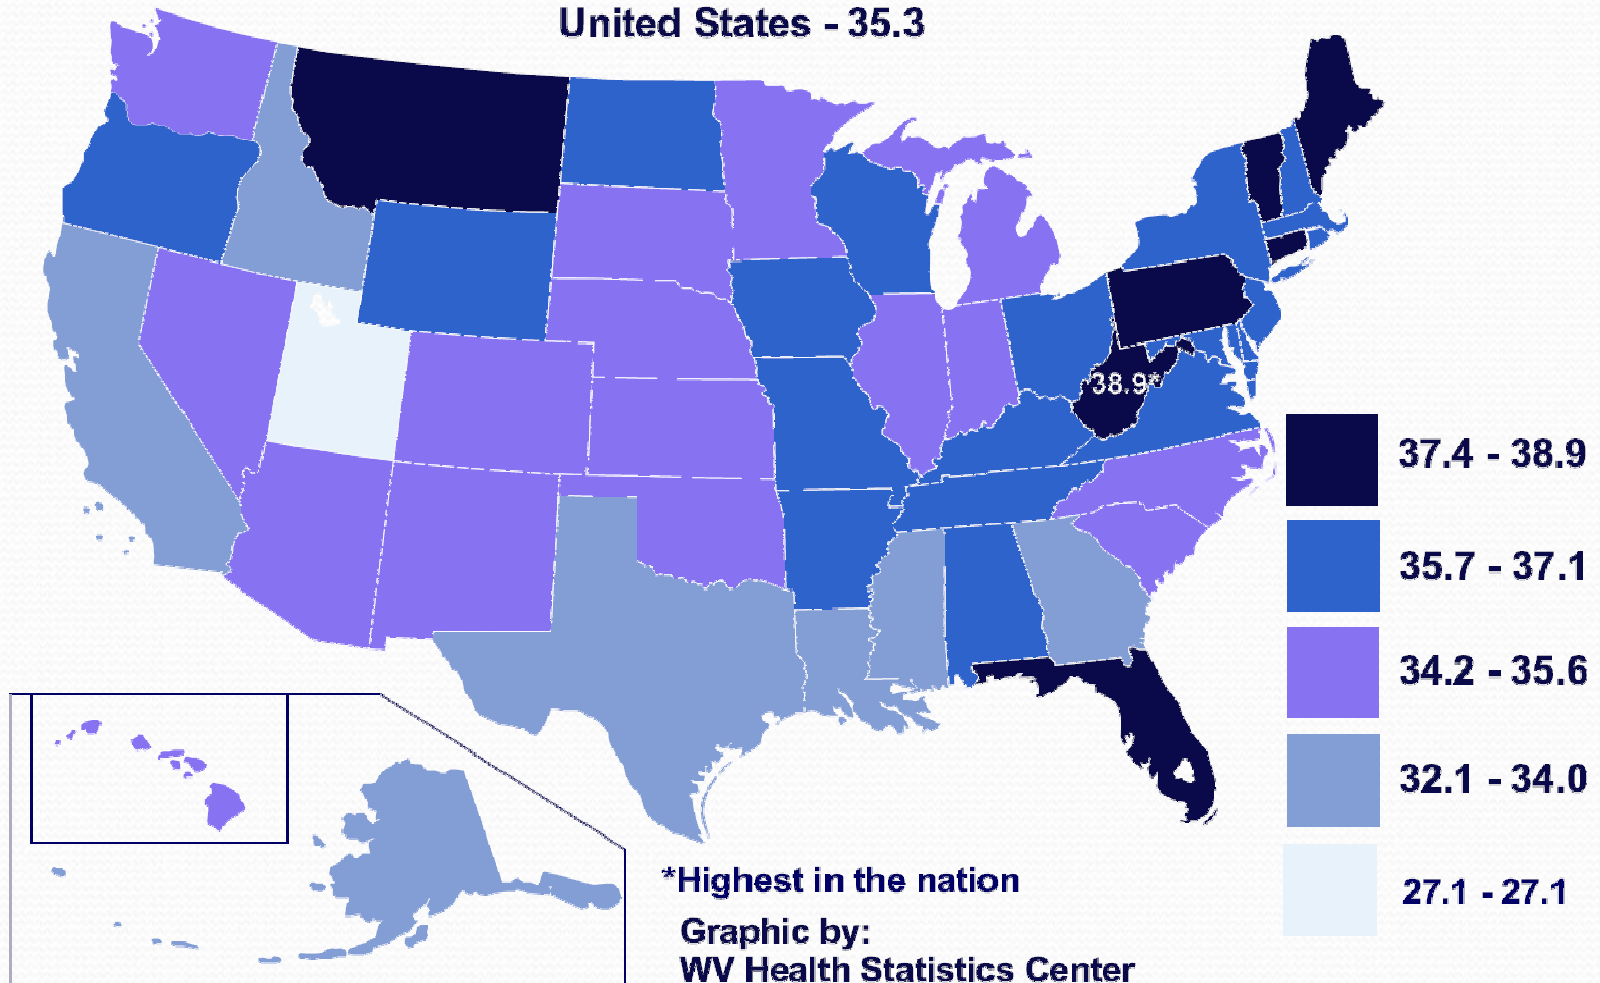 United States - 35.3
38.9*
37.4 - 38.9
35.7 - 37.1
34.2 - 35.6
32.1 - 34.0
27.1 - 27.1
*Highest in the nation
Graphic by:
WV Health Statistics Center